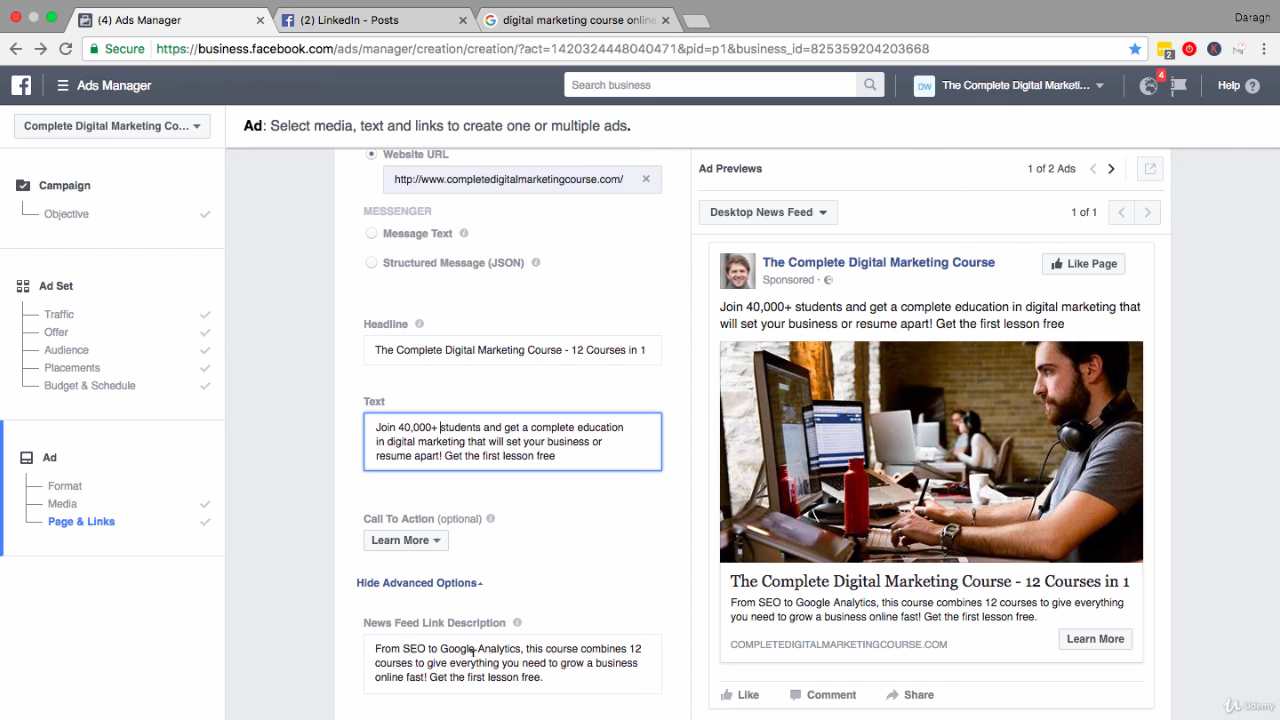 (4) Ads Manager
(2) LinkedIn - Posts
digital marketing course online
Daragh
Secure
https://business.facebook.com/ads/manager/creation/creation/?act=1420324448040471&pid=p1&business_id=825359204203668
2
K
f
Ads Manager
Search business
DW
The Complete Digital Marketi...
4
Help
?
Complete Digital Marketing Co...
Ad: Select media, text and links to create one or multiple ads.
Campaign
Objective
Ad Set
Traffic
Offer
Audience
Placements
Budget & Schedule
Ad
Format
Media
Page & Links
Website URL
http://www.completedigitalmarketingcourse.com/
MESSENGER
Message Text
Structured Message (JSON)
Headline
The Complete Digital Marketing Course - 12 Courses in 1
Text
Join 40,000+ students and get a complete education
in digital marketing that will set your business or
resume apart! Get the first lesson free
Call To Action (optional)
Learn More
Hide Advanced Options
News Feed Link Description
From SEO to Google Analytics, this course combines 12
courses to give everything you need to grow a business
online fast! Get the first lesson free.
Ad Previews
1 of 2 Ads
Desktop News Feed
1 of 1
The Complete Digital Marketing Course
Sponsored ·
Like Page
Join 40,000+ students and get a complete education in digital marketing that
will set your business or resume apart! Get the first lesson free
The Complete Digital Marketing Course - 12 Courses in 1
From SEO to Google Analytics, this course combines 12 courses to give everything
you need to grow a business online fast! Get the first lesson free.
COMPLETEDIGITALMARKETINGCOURSE.COM
Learn More
Like
Comment
Share
Udemy